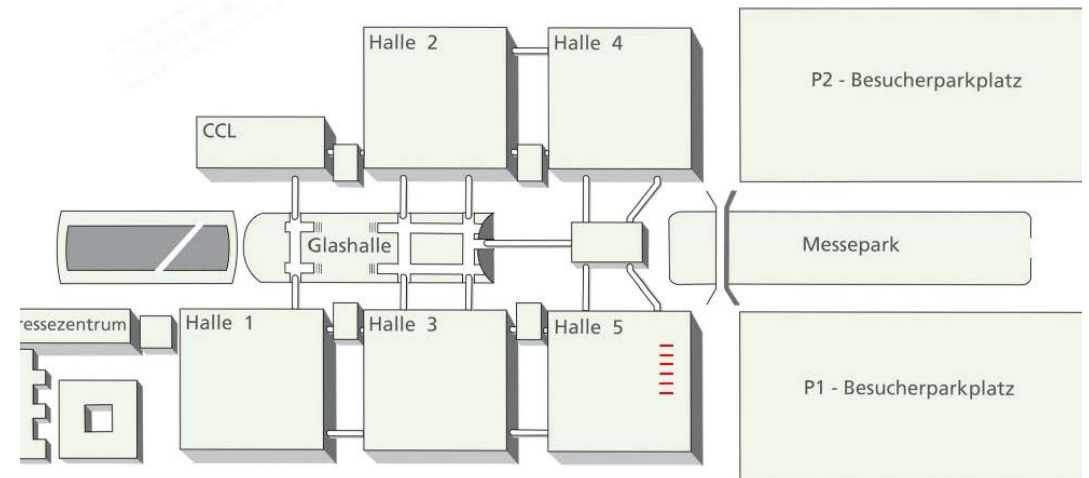 Halle 2
Halle 4
P2 - Besucherparkplatz
CCL
Glashalle
Messepark
ressezentrum
Halle 1
Halle 3
Halle 5
P1 - Besucherparkplatz